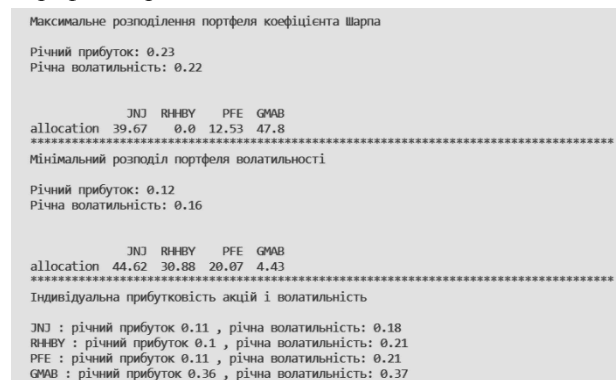 Максимальне розподілення портфеля коефіцієнта Шарпа
Річний прибуток: 0.23
Річна волатильність: 0.22
JNJ RHHBY PFE GMAB
allocation 39.67 0.0 12.53 47.8
********************************************************************************
Мінімальний розподіл портфеля волатильності
Річний прибуток: 0.12
Річна волатильність: 0.16
JNJ RHHBY PFE GMAB
allocation 44.62 30.88 20.07 4.43
********************************************************************************
Індивідуальна прибутковість акцій і волатильність
JNJ : річний прибуток 0.11 , річна волатильність: 0.18
RHHBY : річний прибуток 0.1 , річна волатильність: 0.21
PFE : річний прибуток 0.11 , річна волатильність: 0.21
GMAB : річний прибуток 0.36 , річна волатильність: 0.37